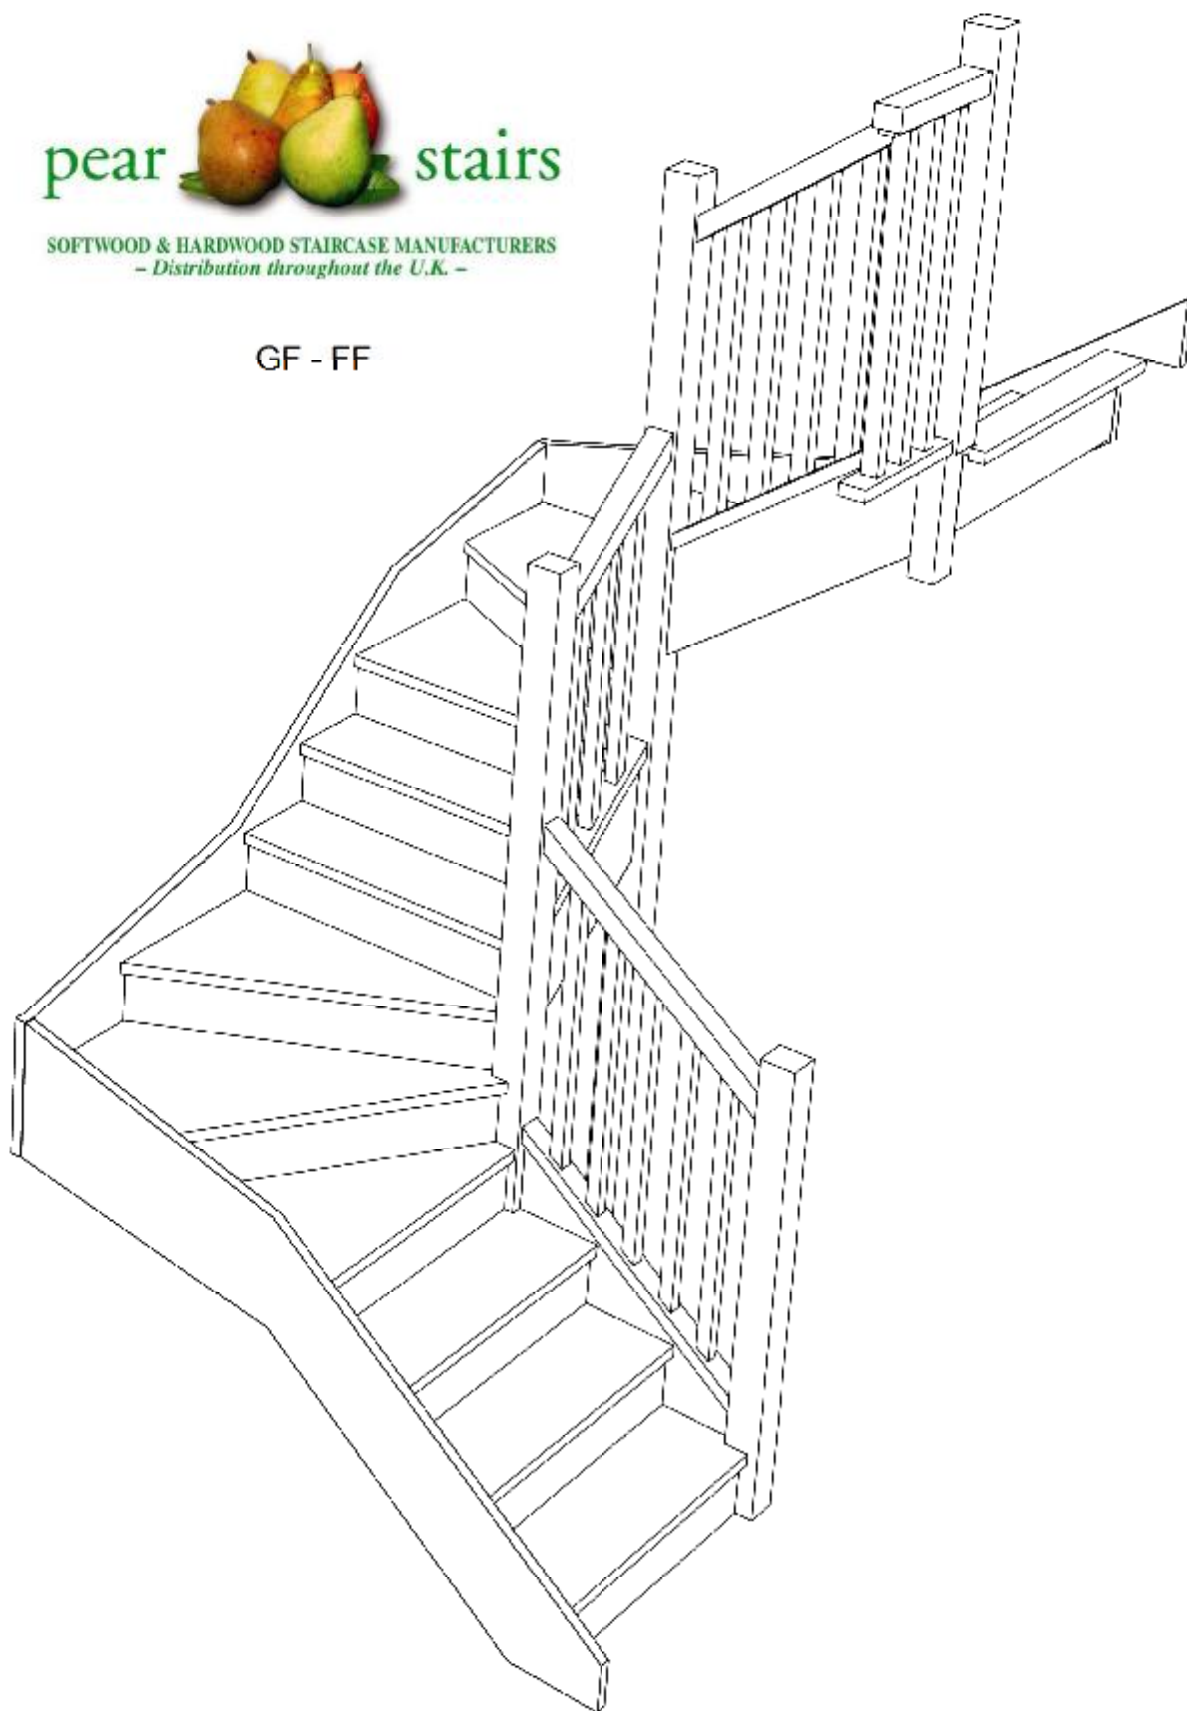 pear stairs
SOFTWOOD & HARDWOOD STAIRCASE MANUFACTURERS
– Distribution throughout the U.K. –
GF - FF